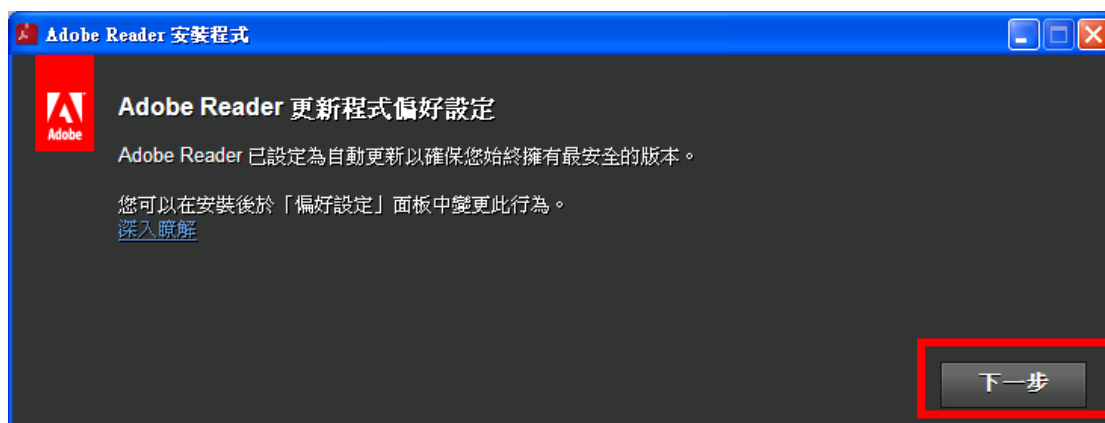 Adobe Reader 安裝程式
Adobe
Adobe Reader 更新程式偏好設定
Adobe Reader 已設定為自動更新以確保您始終擁有最安全的版本。
您可以在安裝後於「偏好設定」面板中變更此行為。
深入瞭解
下一步